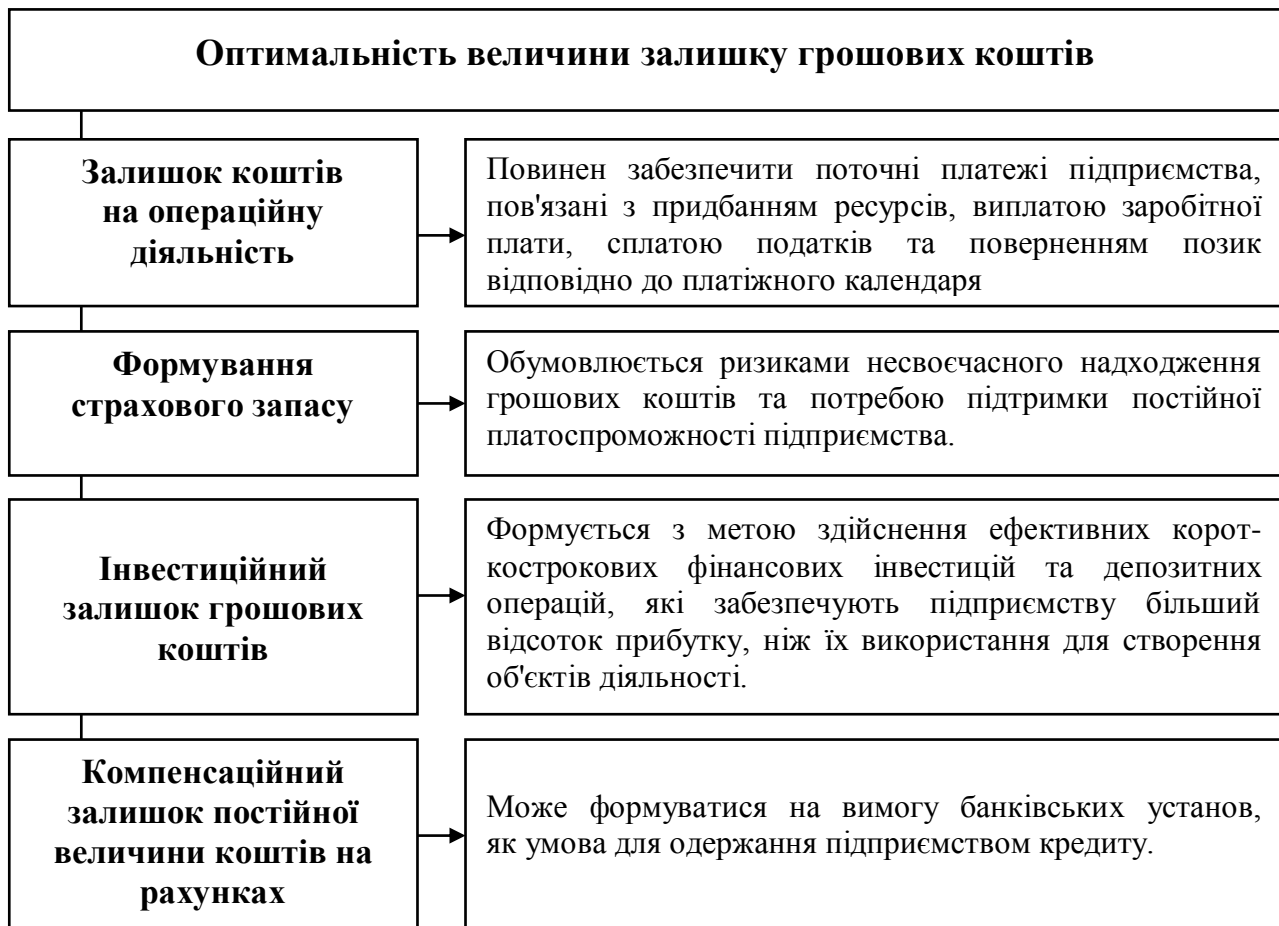 Оптимальність величини залишку грошових коштів
Залишок коштів
на операційну
діяльність
Повинен забезпечити поточні платежі підприємства,
пов'язані з придбанням ресурсів, виплатою заробітної
плати, сплатою податків та поверненням позик
відповідно до платіжного календаря
Формування
страхового запасу
Обумовлюється ризиками несвоєчасного надходження
грошових коштів та потребою підтримки постійної
платоспроможності підприємства.
Інвестиційний
залишок грошових
коштів
Формується з метою здійснення ефективних корот-
кострокових фінансових інвестицій та депозитних
операцій, які забезпечують підприємству більший
відсоток прибутку, ніж їх використання для створення
об'єктів діяльності.
Компенсаційний
залишок постійної
величини коштів на
рахунках
Може формуватися на вимогу банківських установ,
як умова для одержання підприємством кредиту.